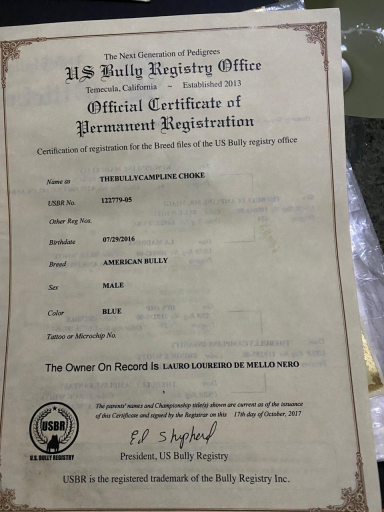 The Next Generation of Pedigrees
US Bully Registry Office
Temecula, California ~ Established 2013
Official Certificate of
Permanent Registration
Certification of registration for the Breed files of the US Bully registry office
Name as THEBULLYCAMPLINE CHOKE
USBR No. 122779-05
Other Reg Nos.
Birthdate 07/29/2016
Breed AMERICAN BULLY
Sex MALE
Color BLUE
Tattoo or Microchip No.
The Owner On Record Is LAURO LOUREIRO DE MELLO NERO
The parents' names and Championship title(s) shown are current as of the issuance
of this Certificate and signed by the Registrar on this 17th day of October, 2017
USBR
U.S. BULLY REGISTRY
Ed Shypherd
President, US Bully Registry
USBR is the registered trademark of the Bully Registry Inc.